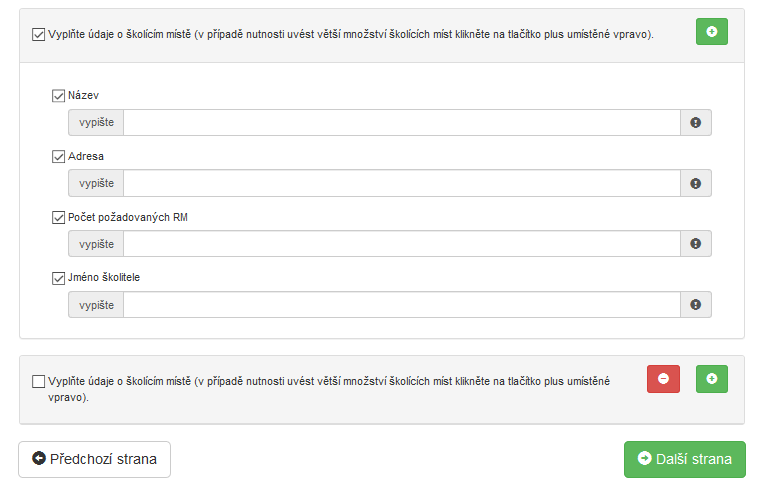 Vyplňte údaje o školícím místě (v případě nutnosti uvést větší množství školících míst klikněte na tlačítko plus umístěné vpravo).
Název
vypište
Adresa
vypište
Počet požadovaných RM
vypište
Jméno školitele
vypište
Vyplňte údaje o školícím místě (v případě nutnosti uvést větší množství školících míst klikněte na tlačítko plus umístěné
vpravo).
Předchozí strana
Další strana